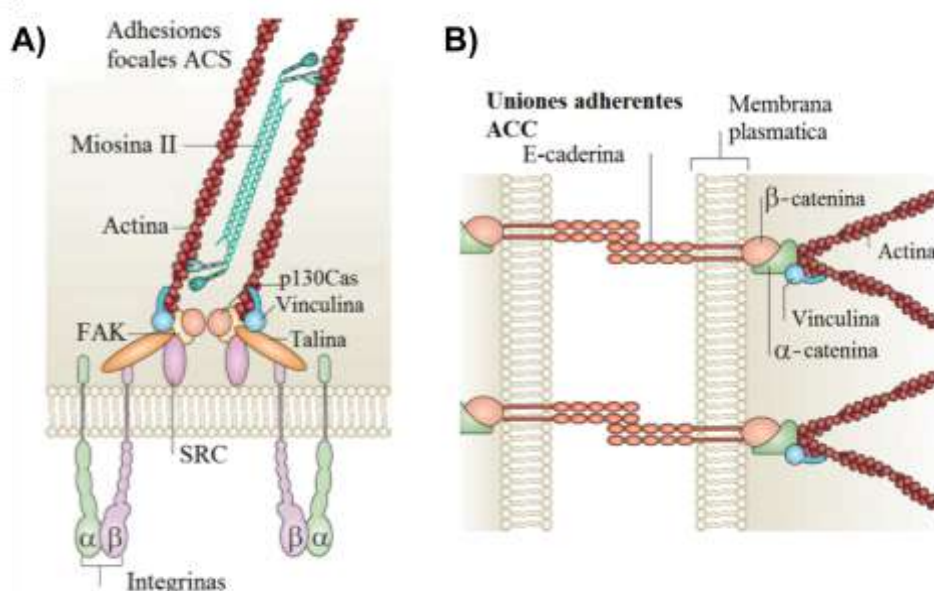 A)
Adhesiones
focales ACS
Miosina II
Actina
p130Cas
Vinculina
FAK
Talina
SRC
α β
β α
Integrinas
B)
Uniones adherentes
ACC
E-caderina
Membrana
plasmatica
β-catenina
Actina
Vinculina
α-catenina